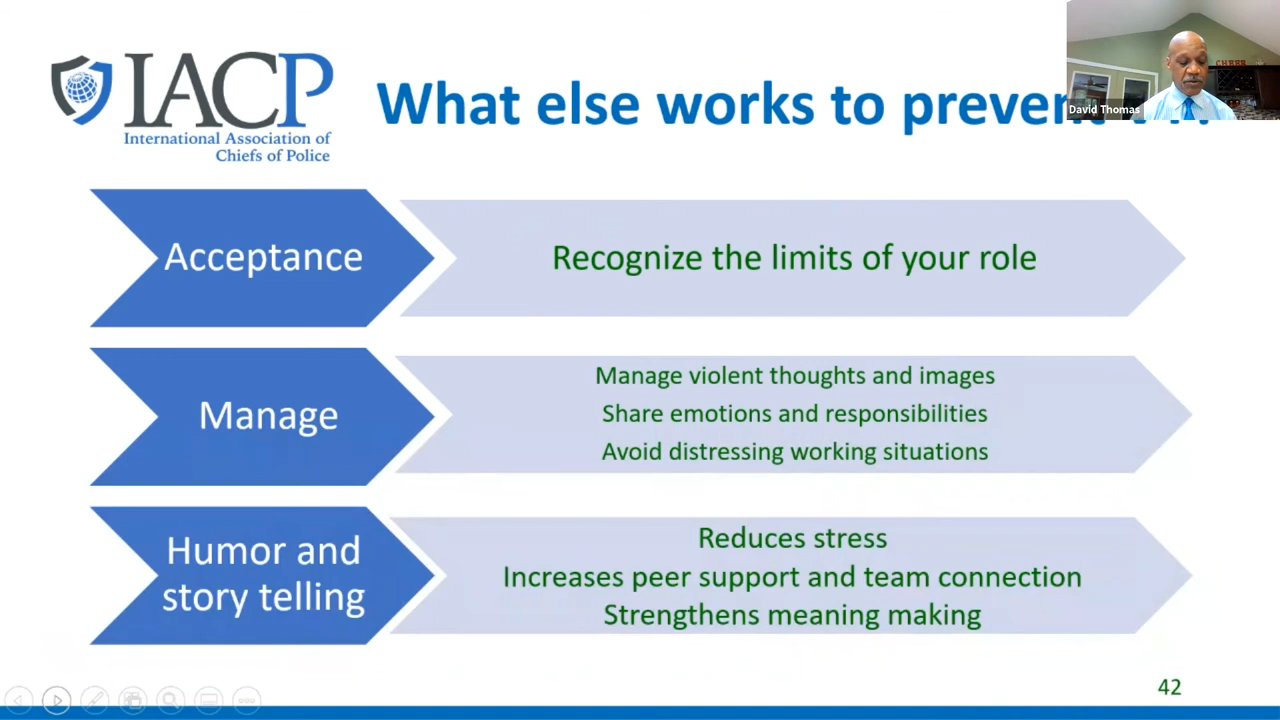 IACP
International Association of
Chiefs of Police
What else works to preven
David Thomas
CHEERS
Acceptance
Recognize the limits of your role
Manage
Manage violent thoughts and images
Share emotions and responsibilities
Avoid distressing working situations
Humor and
story telling
Reduces stress
Increases peer support and team connection
Strengthens meaning making
42